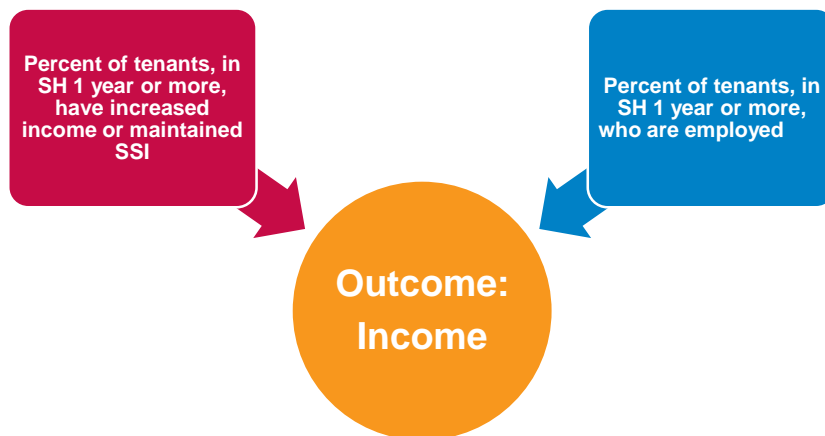 Percent of tenants, in
SH 1 year or more,
have increased
income or maintained
SSI
Percent of tenants, in
SH 1 year or more,
who are employed
Outcome:
Income